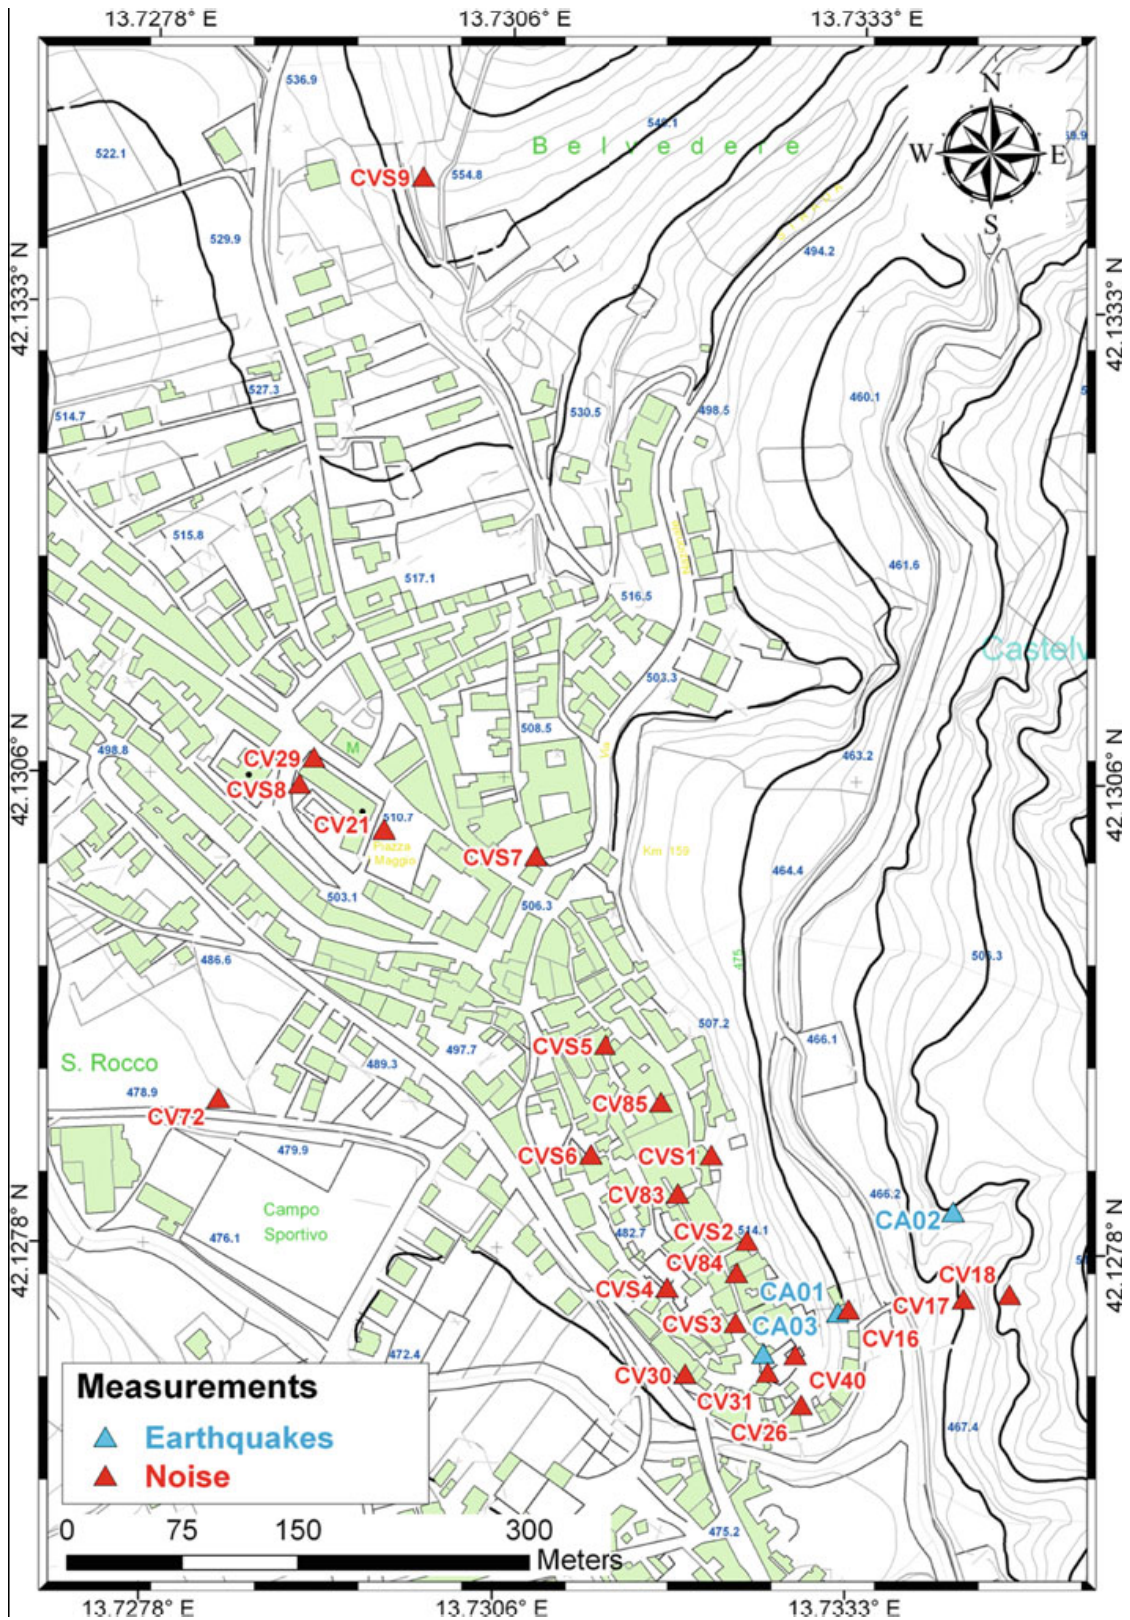 13.7278° E 13.7306° E 13.7333° E
536.9
N
W E
S
522.1
548.1
Belvedere
CVS9
554.8
529.9
494.2
42.1333° N
42.1333° N
527.3
514.7
530.5
498.5
460.1
515.8
517.1
516.5
461.6
503.3
Castelv
498.8
508.5
M
Via
463.2
42.1306° N
42.1306° N
CV29
CVS8
CV21
510.7
Piazza
Maggio
CVS7
Km 159
503.1
506.3
464.4
486.6
475
507.2
466.1
S. Rocco
497.7
489.3
CVS5
478.9
CV72
CV85
479.9
CVS6
CVS1
CV83
466.2
CA02
Campo
Sportivo
476.1
482.7
CVS2
514.1
42.1278° N
42.1278° N
CV84
CVS4
CA01
CV18
CV17
CVS3
CA03
CV16
472.4
CV30
CV31
CV40
CV26
467.4
Measurements
Earthquakes
Noise
475.2
0 75 150 300
Meters
13.7278° E 13.7306° E 13.7333° E